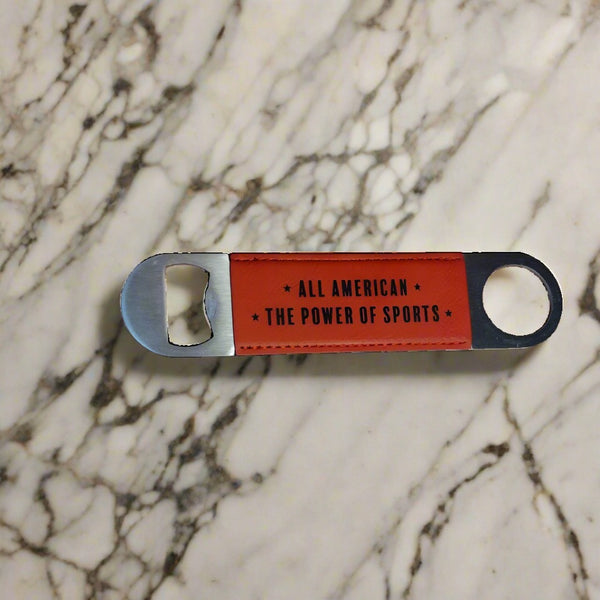 ★ ALL AMERICAN ★
★ THE POWER OF SPORTS ★